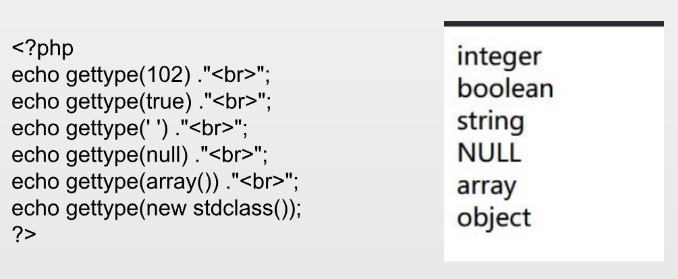 <?php
echo gettype(102) ."<br>";
echo gettype(true) ."<br>";
echo gettype(' ') ."<br>";
echo gettype(null) ."<br>";
echo gettype(array()) ."<br>";
echo gettype(new stdclass());
?>
integer
boolean
string
NULL
array
object